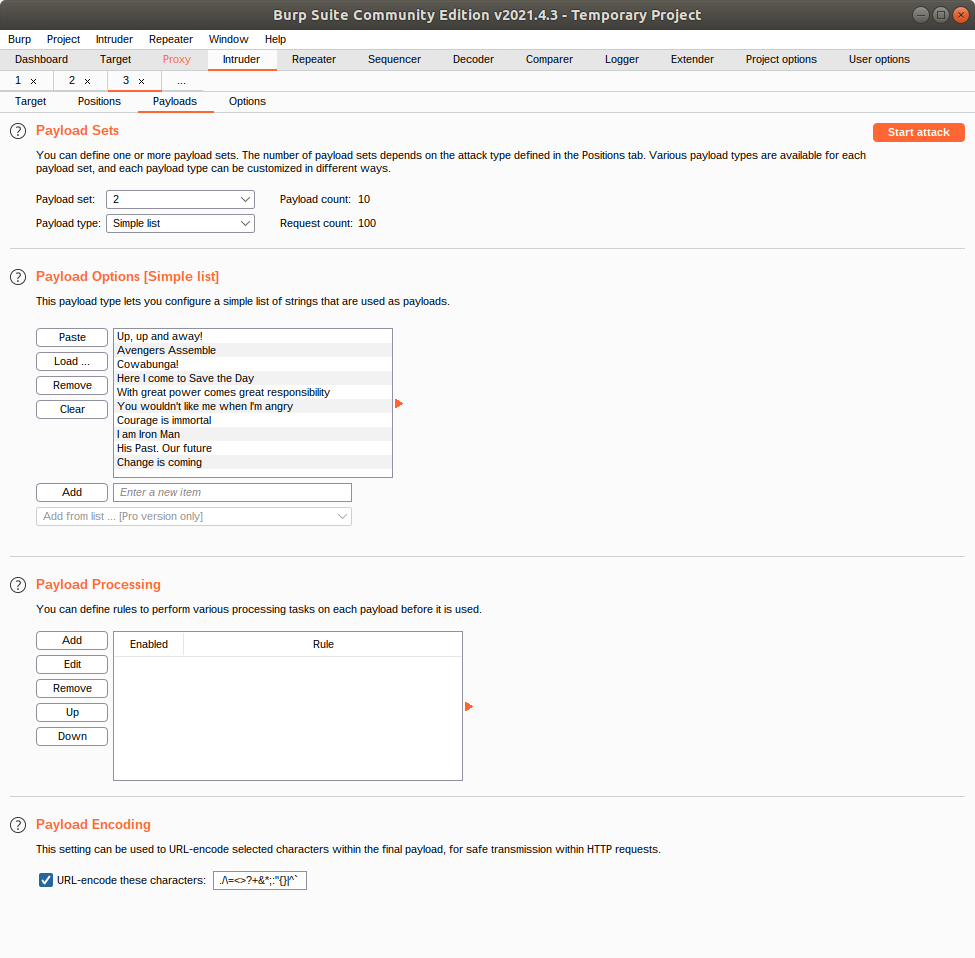 Burp Suite Community Edition v2021.4.3 - Temporary Project
Burp Project Intruder Repeater Window Help
Dashboard Target Proxy Intruder Repeater Sequencer Decoder Comparer Logger Extender Project options User options
1 × 2 × 3 × ...
Target Positions Payloads Options
? Payload Sets Start attack
You can define one or more payload sets. The number of payload sets depends on the attack type defined in the Positions tab. Various payload types are available for each
payload set, and each payload type can be customized in different ways.
Payload set: 2 Payload count: 10
Payload type: Simple list Request count: 100
? Payload Options [Simple list]
This payload type lets you configure a simple list of strings that are used as payloads.
Paste
Load ...
Remove
Clear
Up, up and away!
Avengers Assemble
Cowabunga!
Here I come to Save the Day
With great power comes great responsibility
You wouldn't like me when I'm angry
Courage is immortal
I am Iron Man
His Past. Our future
Change is coming
Add Enter a new item
Add from list ... [Pro version only]
? Payload Processing
You can define rules to perform various processing tasks on each payload before it is used.
Add
Edit
Remove
Up
Down
Enabled Rule
? Payload Encoding
This setting can be used to URL-encode selected characters within the final payload, for safe transmission within HTTP requests.
URL-encode these characters: ./\=<>?+&*;:"{}|^`